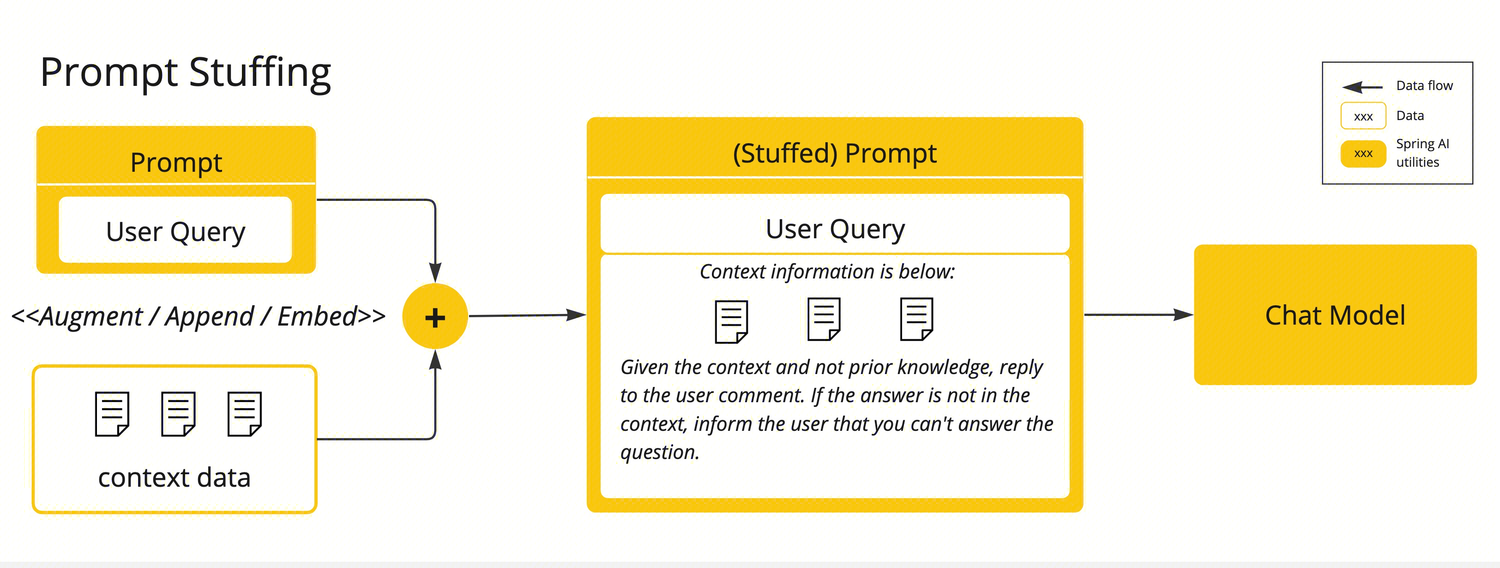 Prompt Stuffing
Prompt
User Query
<<Augment / Append / Embed>>
+
context data
(Stuffed) Prompt
User Query
Context information is below:
Given the context and not prior knowledge, reply
to the user comment. If the answer is not in the
context, inform the user that you can't answer the
question.
Chat Model
Data flow
xxx Data
xxx Spring AI
utilities